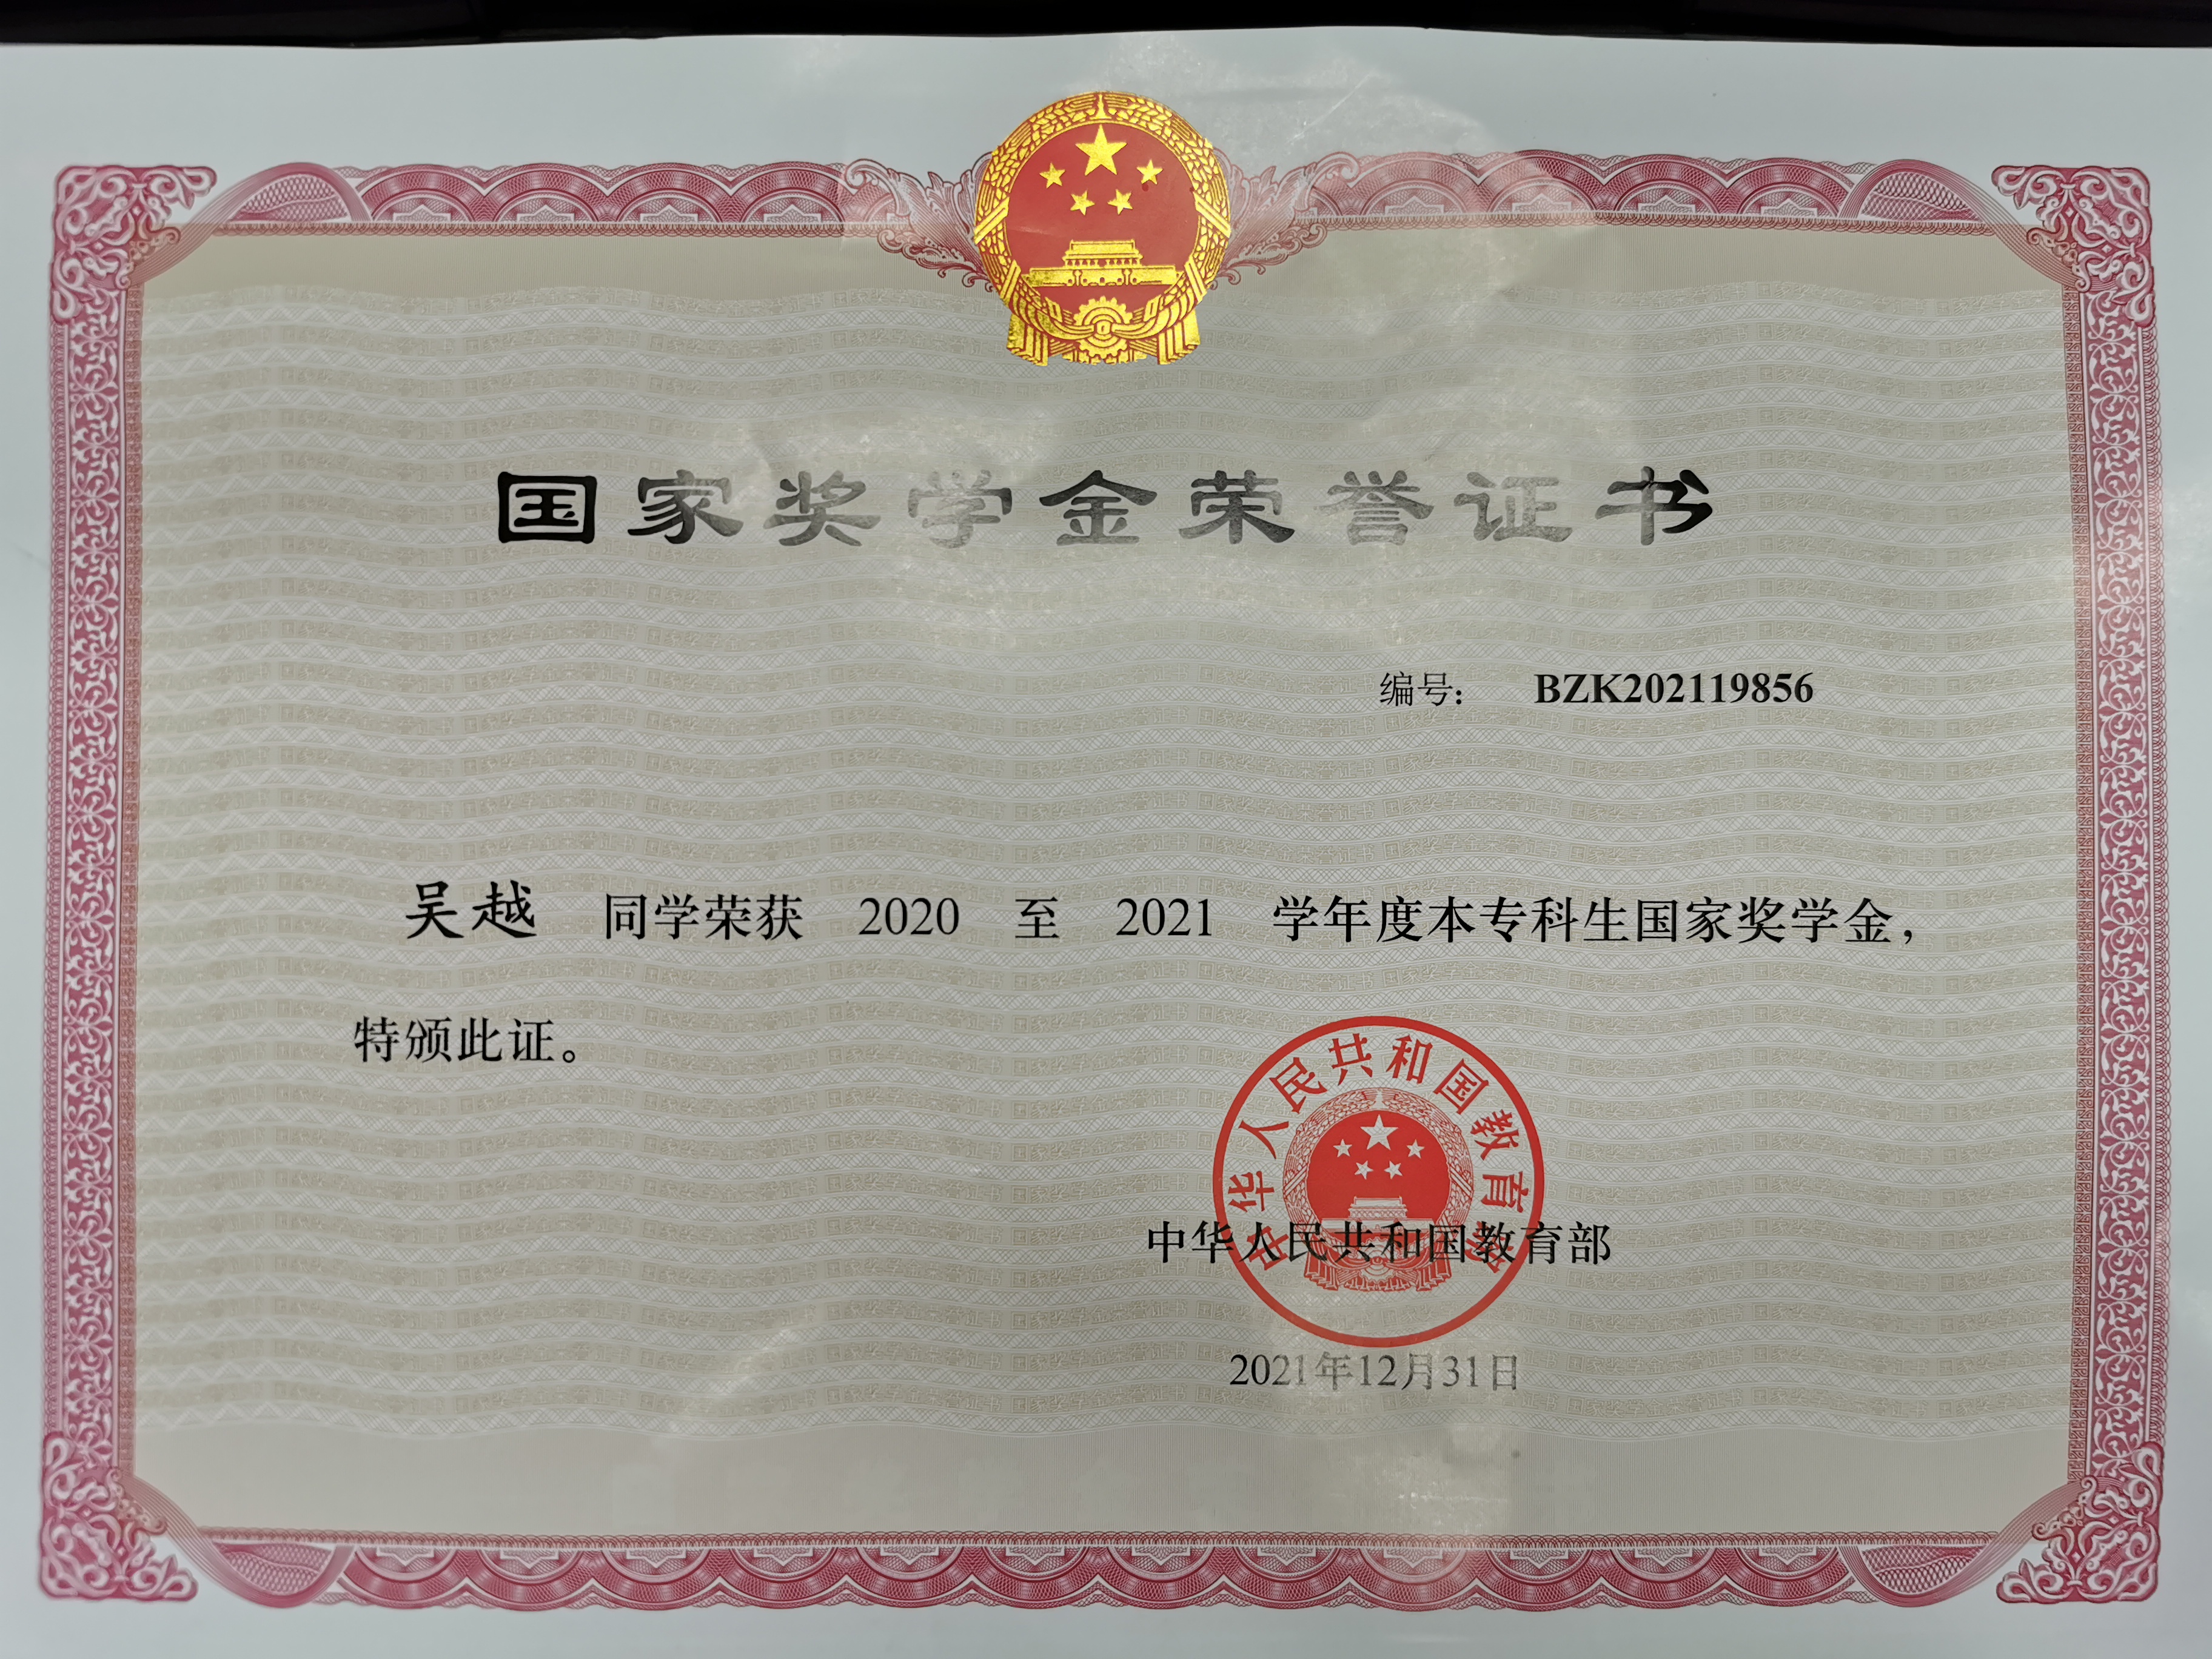 国家奖学金荣誉证书
编号： BZK202119856
吴越 同学荣获 2020 至 2021 学年度本专科生国家奖学金，
特颁此证。
中华人民共和国教育部
中华人民共和国教育部
2021年12月31日